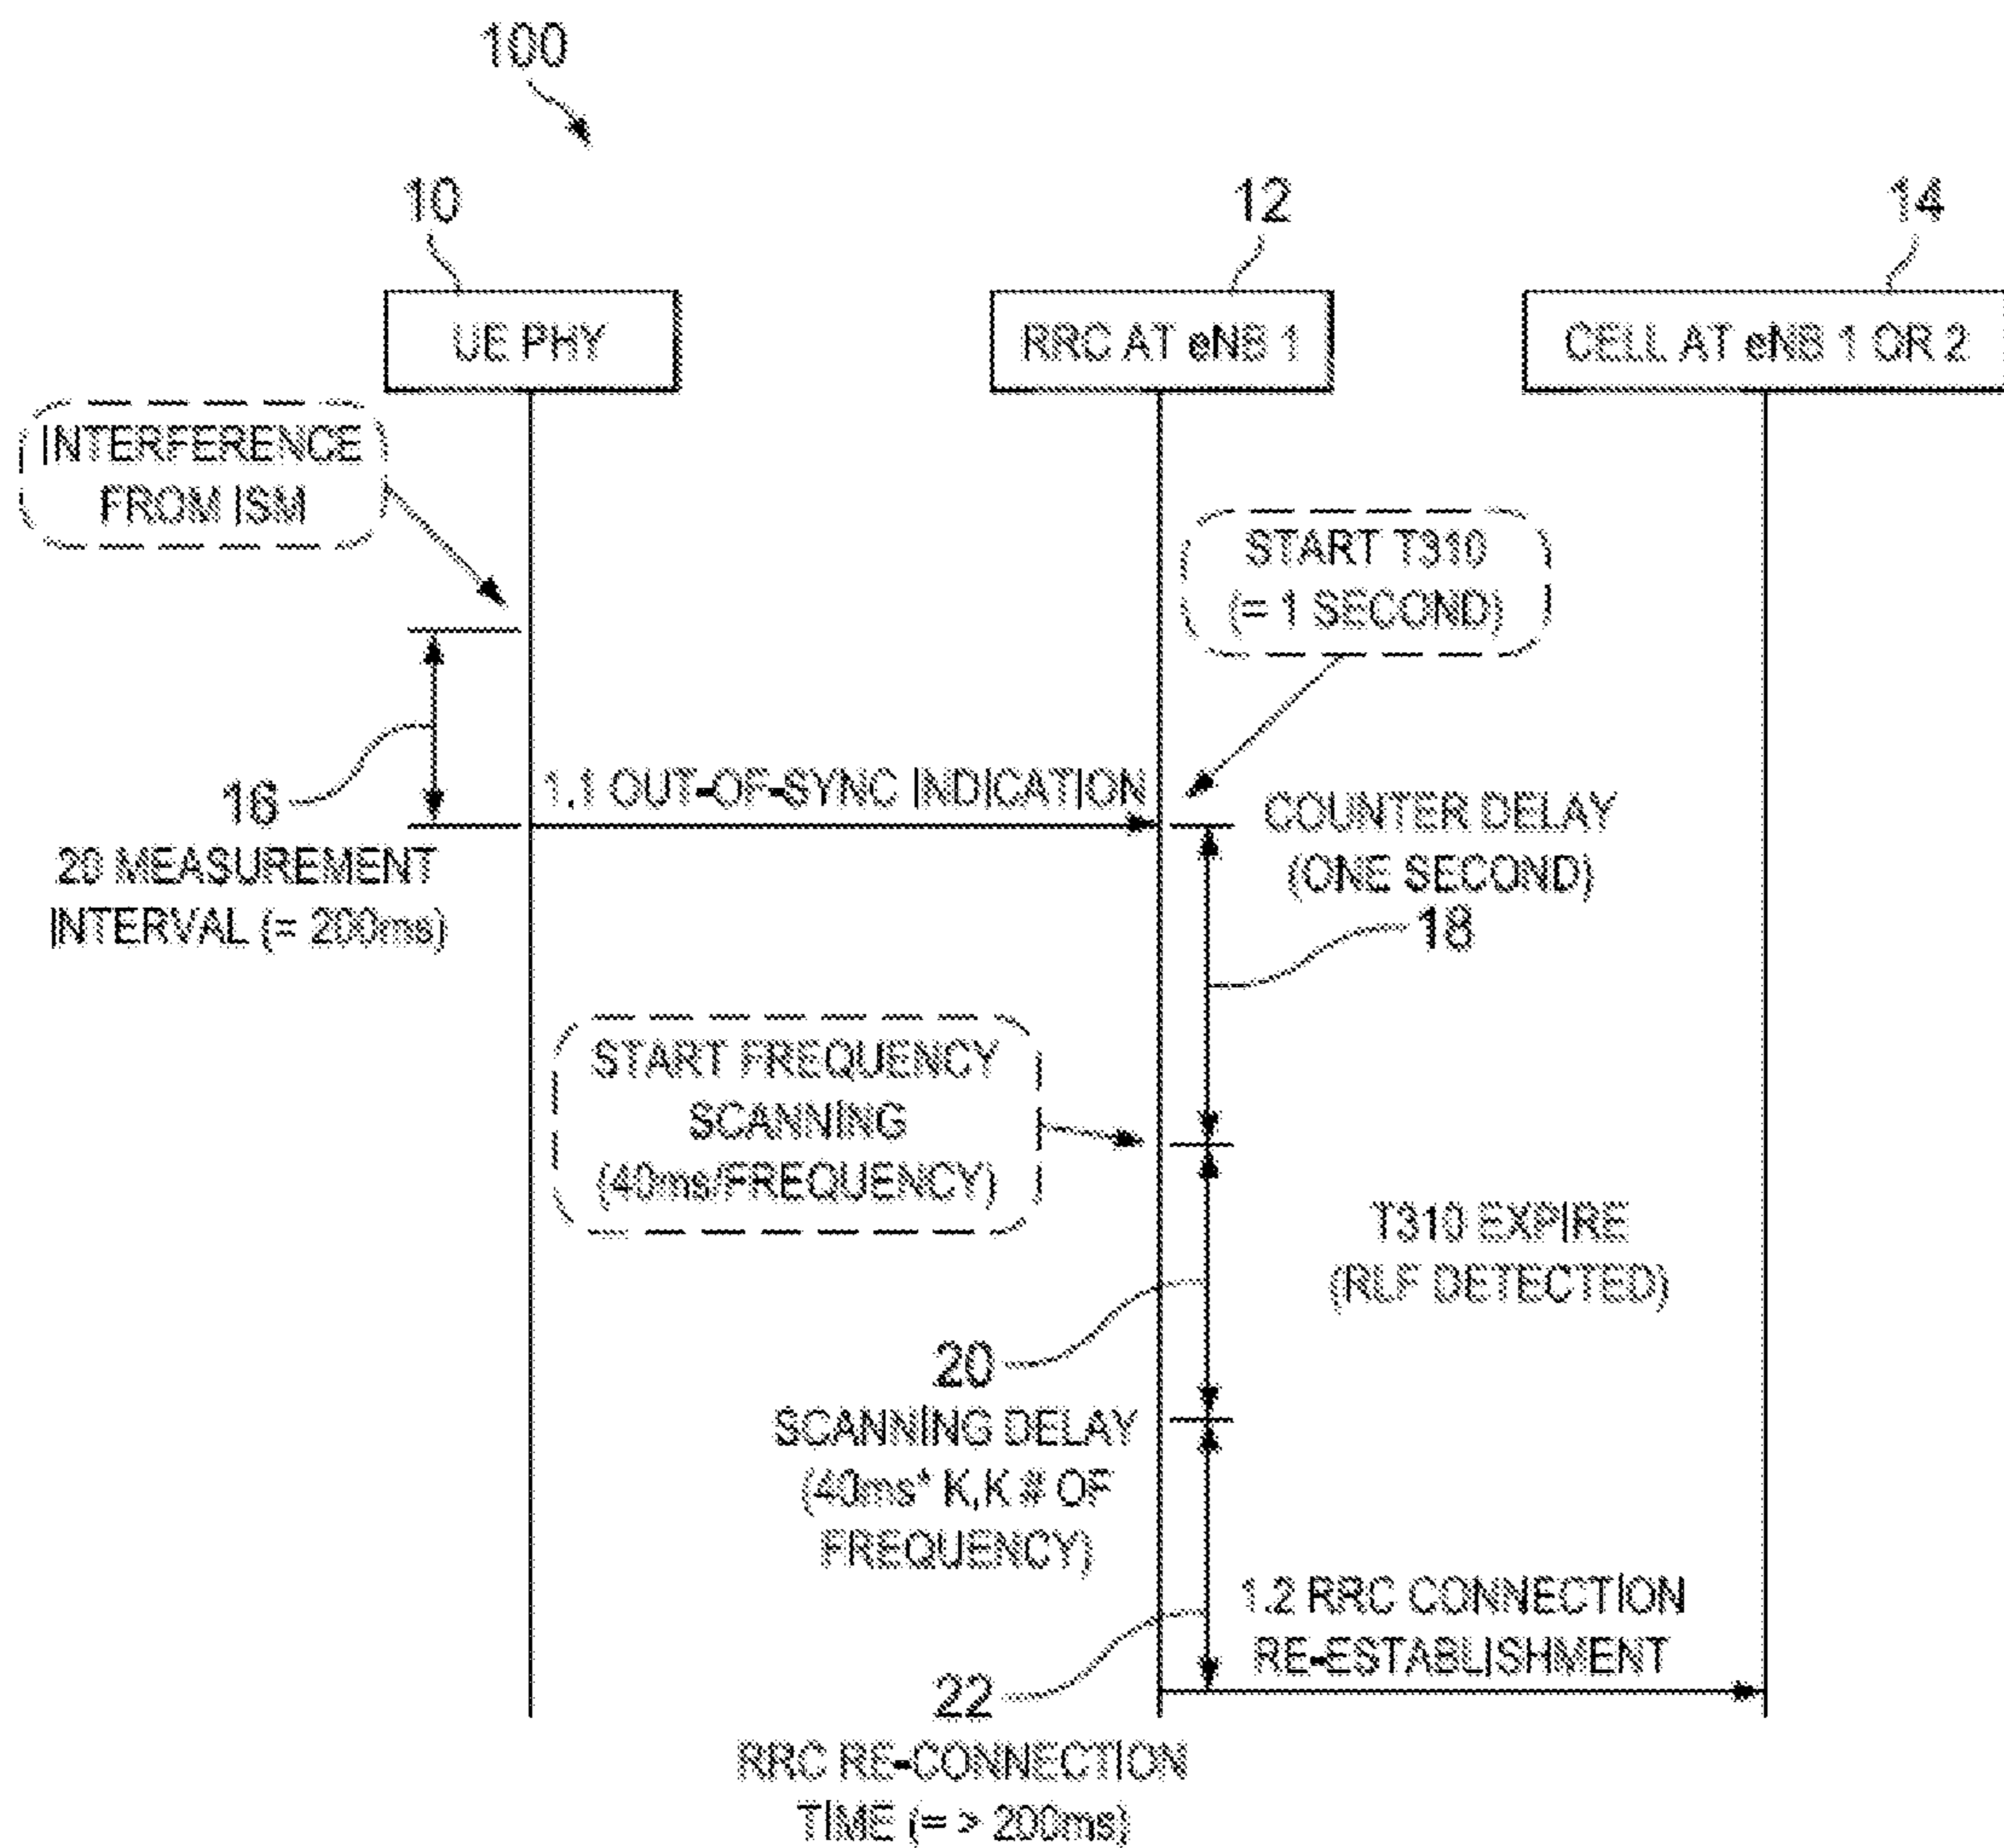 100
10
12
14
UE PHY
RRC AT eNB 1
CELL AT eNB 1 OR 2
INTERFERENCE
FROM ISM
START T310
(= 1 SECOND)
16
20 MEASUREMENT
INTERVAL (= 200ms)
1.1 OUT-OF-SYNC INDICATION
COUNTER DELAY
(ONE SECOND)
18
START FREQUENCY
SCANNING
(40ms/FREQUENCY)
T310 EXPIRE
(RLF DETECTED)
20
SCANNING DELAY
(40ms* K,K # OF
FREQUENCY)
1.2 RRC CONNECTION
RE-ESTABLISHMENT
22
RRC RE-CONNECTION
TIME (= > 200ms)